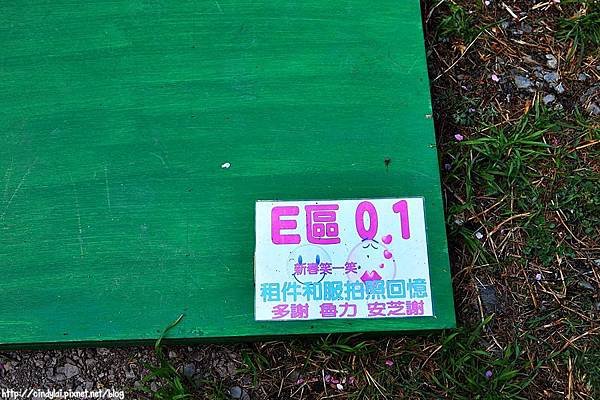 E區 01
新春笑一笑
租件和服拍照回憶
多謝 魯力 安芝謝
http://cindylai.pixnet.net/blog